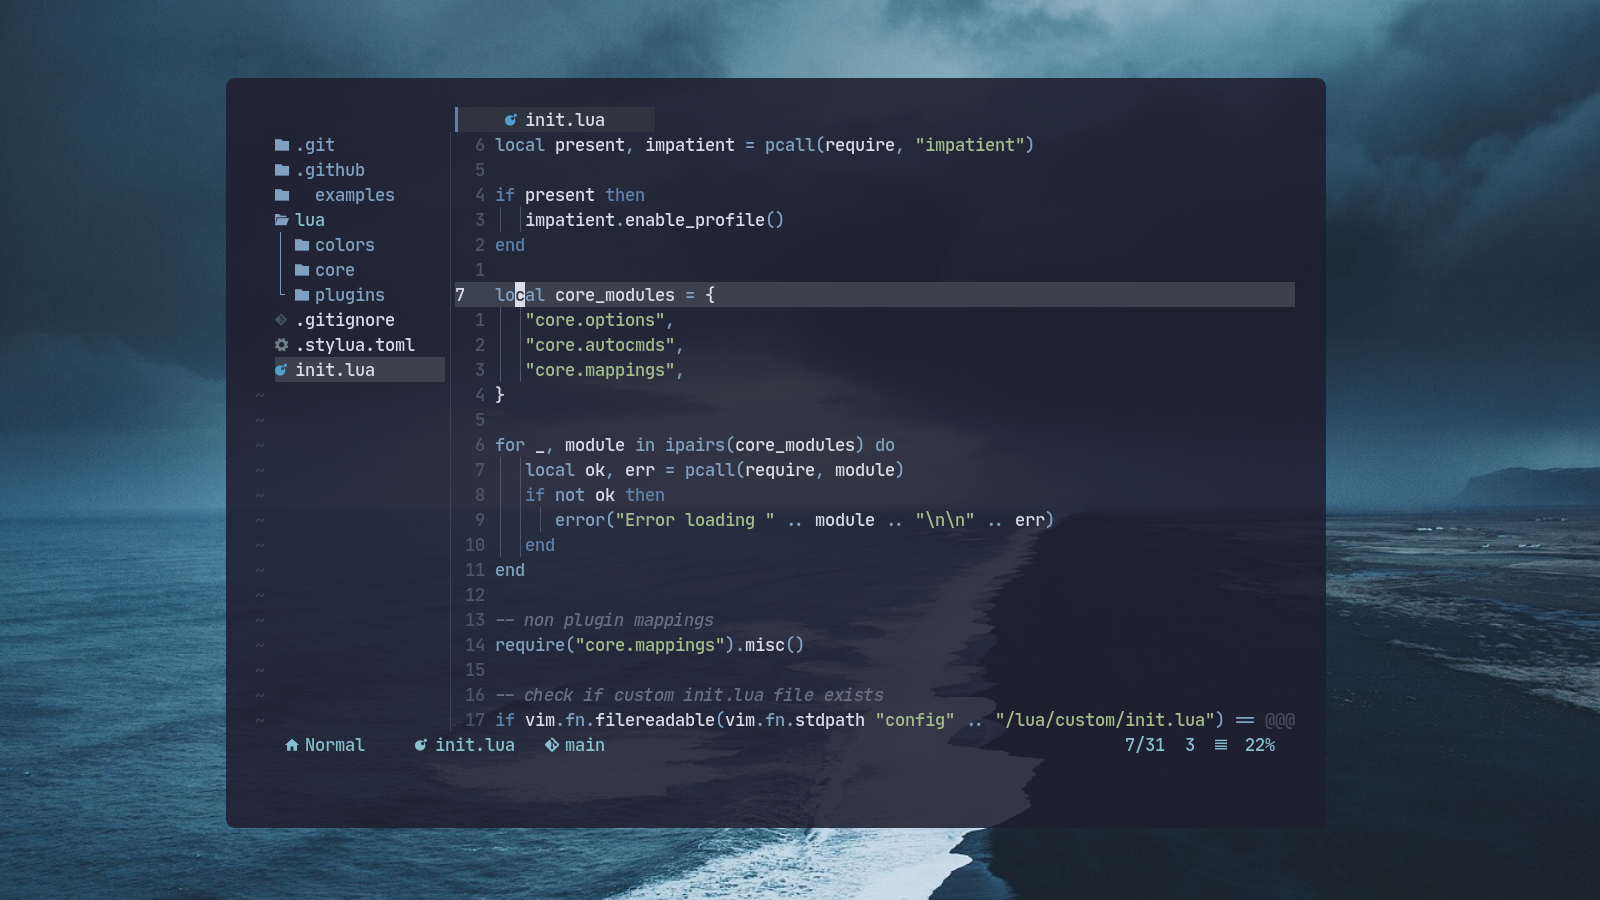 init.lua
.git
.github
examples
lua
colors
core
plugins
.gitignore
.stylua.toml
init.lua
~
~
~
~
~
~
~
~
~
~
~
~
~
~
6 local present, impatient = pcall(require, "impatient")
5
4 if present then
3 impatient.enable_profile()
2 end
1
7 local core_modules = {
1 "core.options",
2 "core.autocmds",
3 "core.mappings",
4 }
5
6 for _, module in ipairs(core_modules) do
7 local ok, err = pcall(require, module)
8 if not ok then
9 error("Error loading " .. module .. "\n\n" .. err)
10 end
11 end
12
13 -- non plugin mappings
14 require("core.mappings").misc()
15
16 -- check if custom init.lua file exists
17 if vim.fn.filereadable(vim.fn.stdpath "config" .. "/lua/custom/init.lua") == @@@
Normal init.lua main 7/31 3 22%